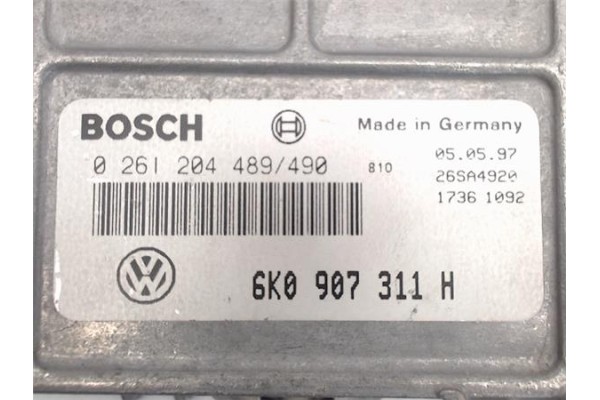 BOSCH
Made in Germany
0 261 204 489/490 810
05.05.97
26SA4920
1736 1092
6K0 907 311 H